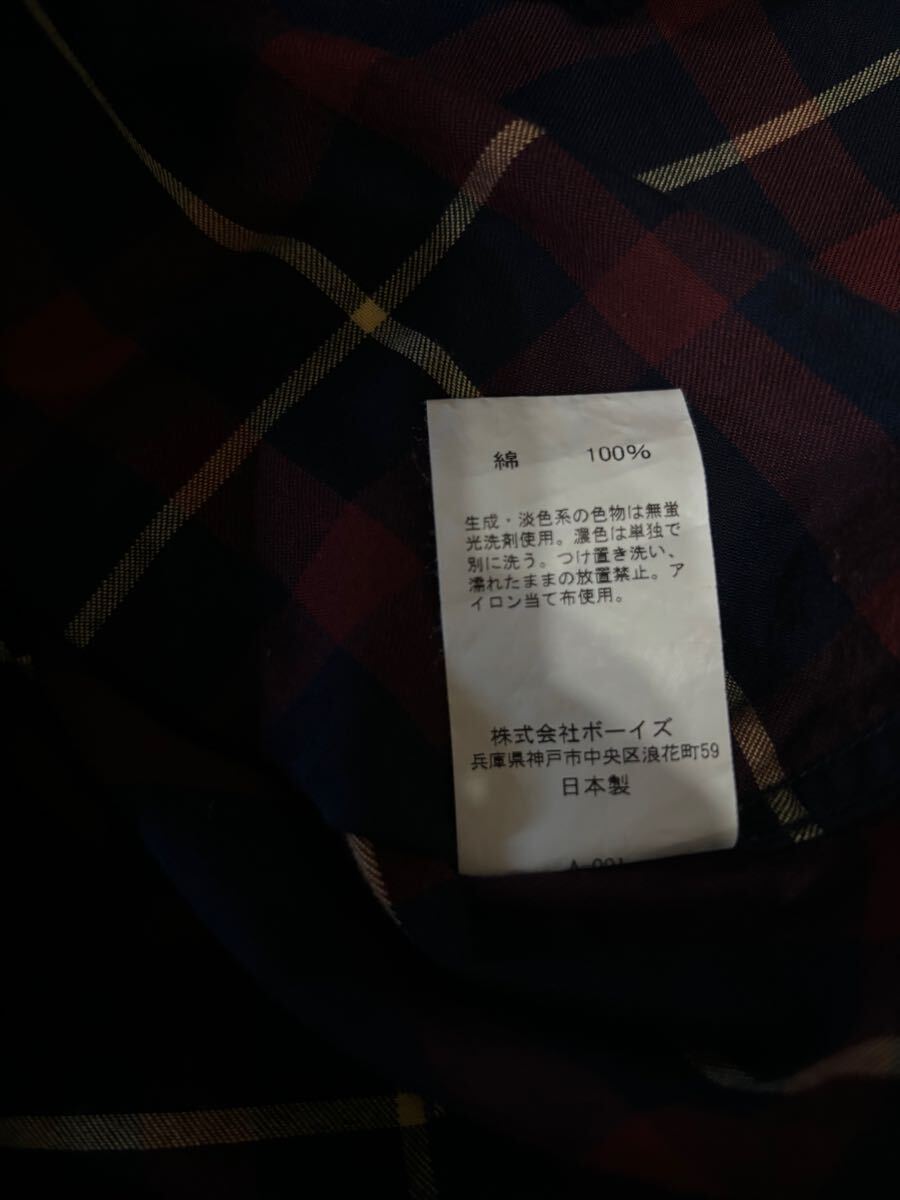 綿 100%
生成・淡色系の色物は無蛍
光洗剤使用。濃色は単独で
別に洗う。つけ置き洗い、
濡れたままの放置禁止。ア
イロン当て布使用。
株式会社ボーイズ
兵庫県神戸市中央区浪花町59
日本製